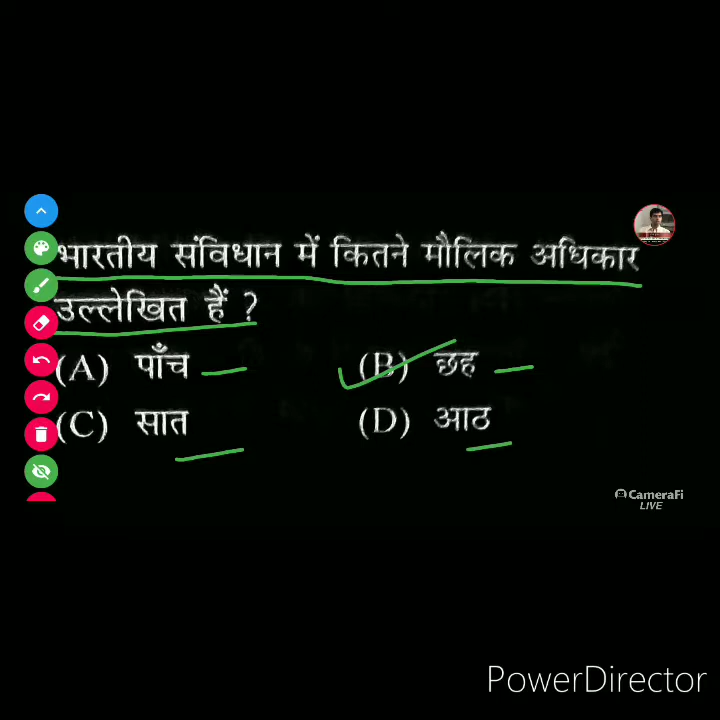 भारतीय संविधान में कितने मौलिक अधिकार
उल्लेखित हैं ?
(A) पाँच (B) छह
(C) सात (D) आठ
CameraFi
LIVE
PowerDirector